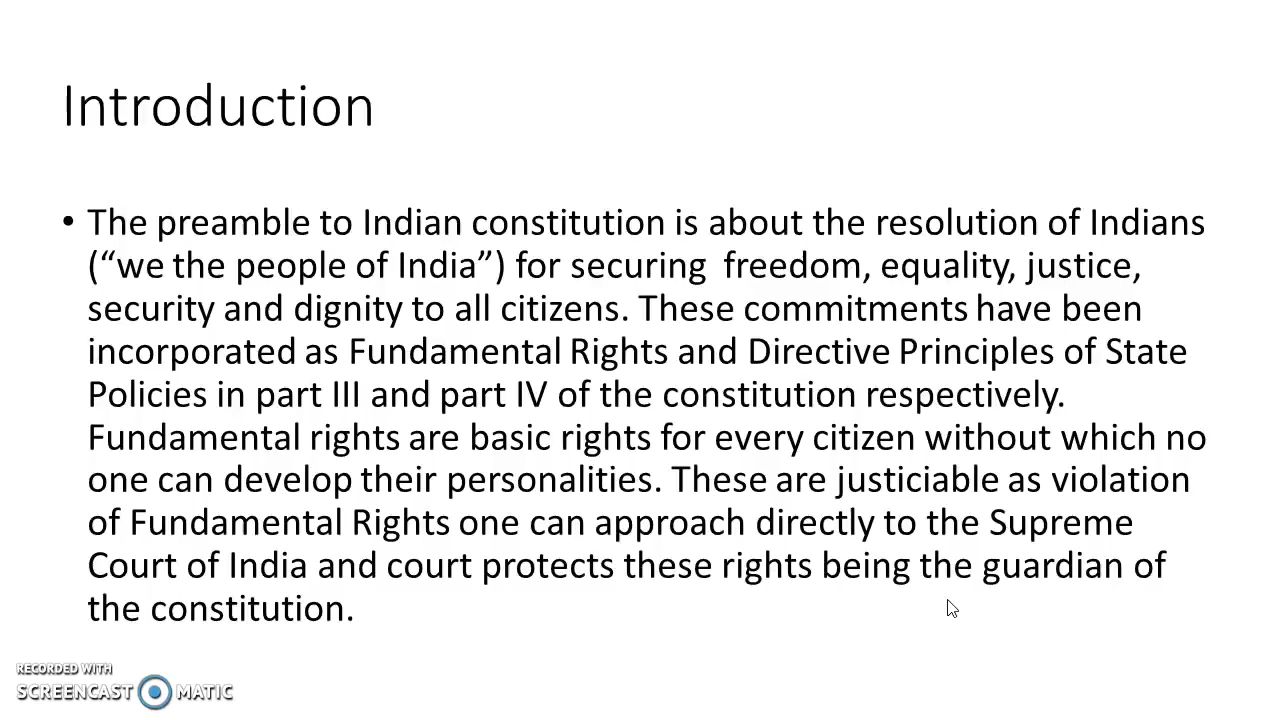 Introduction
• The preamble to Indian constitution is about the resolution of Indians
(“we the people of India”) for securing  freedom, equality, justice,
security and dignity to all citizens. These commitments have been
incorporated as Fundamental Rights and Directive Principles of State
Policies in part III and part IV of the constitution respectively.
Fundamental rights are basic rights for every citizen without which no
one can develop their personalities. These are justiciable as violation
of Fundamental Rights one can approach directly to the Supreme
Court of India and court protects these rights being the guardian of
the constitution.
RECORDED WITH
SCREENCAST MATIC